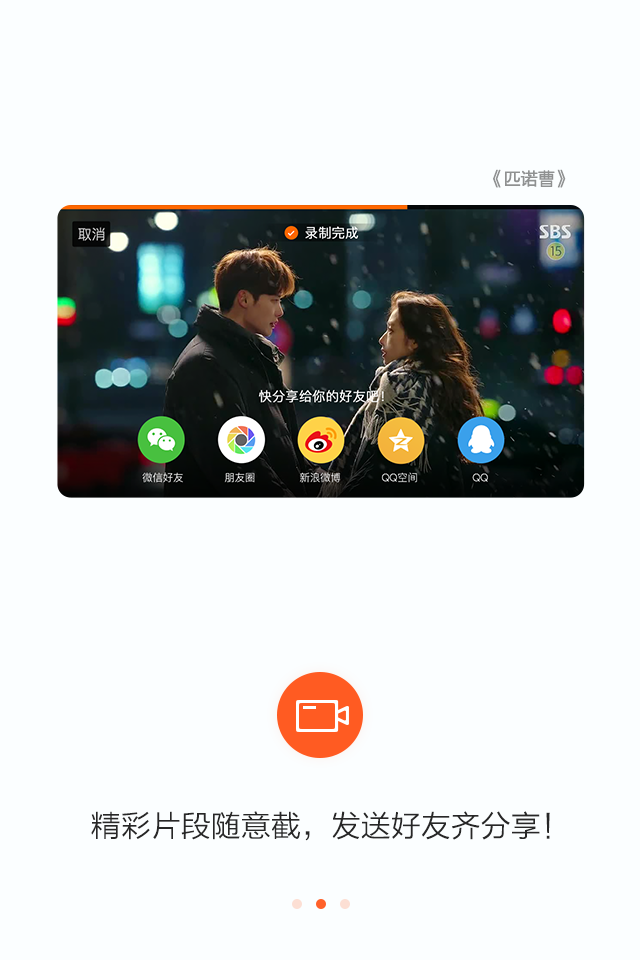 《匹诺曹》
取消
录制完成
SBS
15
快分享给你的好友吧！
微信好友
朋友圈
新浪微博
QQ空间
QQ
精彩片段随意截，发送好友齐分享！